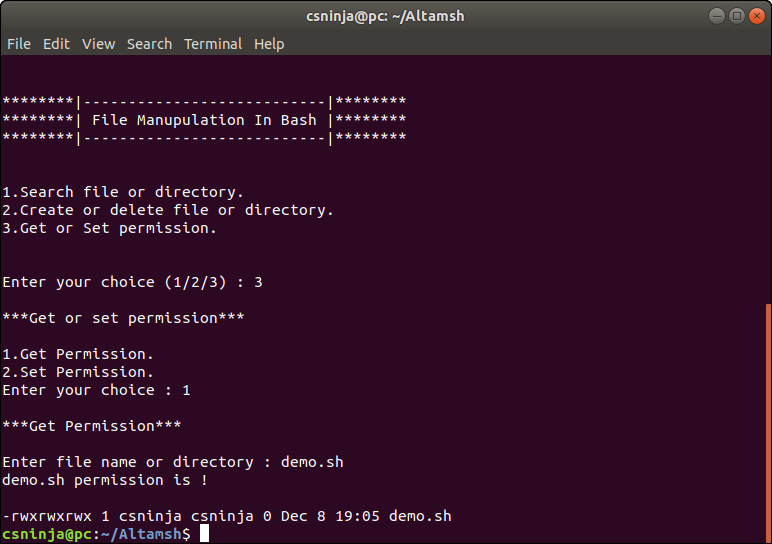 csninja@pc: ~/Altamsh
File Edit View Search Terminal Help
********|---------------------------|********
********| File Manupulation In Bash |********
********|---------------------------|********
1.Search file or directory.
2.Create or delete file or directory.
3.Get or Set permission.
Enter your choice (1/2/3) : 3
***Get or set permission***
1.Get Permission.
2.Set Permission.
Enter your choice : 1
***Get Permission***
Enter file name or directory : demo.sh
demo.sh permission is !
-rwxrwxrwx 1 csninja csninja 0 Dec 8 19:05 demo.sh
csninja@pc:~/Altamsh$